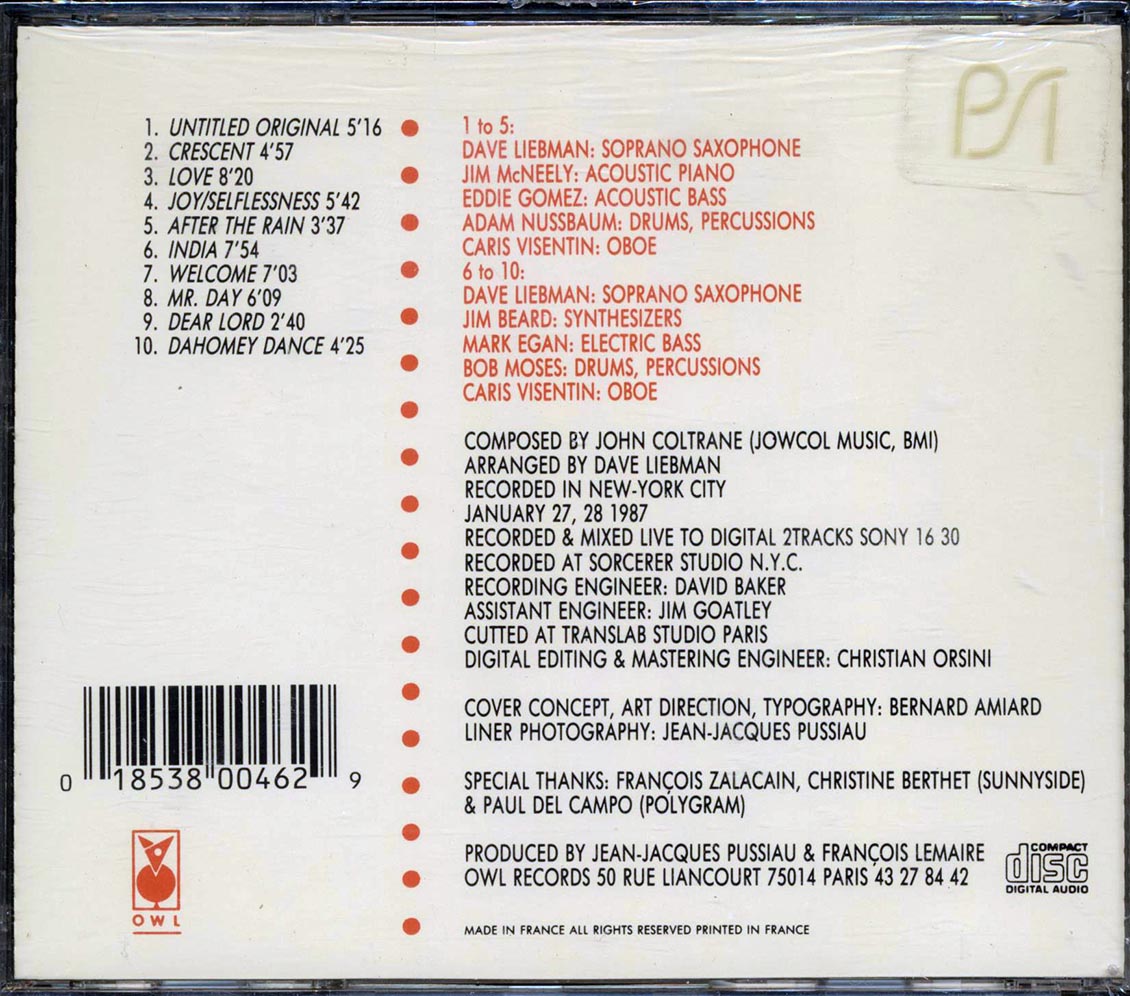 1. UNTITLED ORIGINAL 5'16
2. CRESCENT 4'57
3. LOVE 8'20
4. JOY/SELFLESSNESS 5'42
5. AFTER THE RAIN 3'37
6. INDIA 7'54
7. WELCOME 7'03
8. MR. DAY 6'09
9. DEAR LORD 2'40
10. DAHOMEY DANCE 4'25
1 to 5:
DAVE LIEBMAN: SOPRANO SAXOPHONE
JIM McNEELY: ACOUSTIC PIANO
EDDIE GOMEZ: ACOUSTIC BASS
ADAM NUSSBAUM: DRUMS, PERCUSSIONS
CARIS VISENTIN: OBOE
6 to 10:
DAVE LIEBMAN: SOPRANO SAXOPHONE
JIM BEARD: SYNTHESIZERS
MARK EGAN: ELECTRIC BASS
BOB MOSES: DRUMS, PERCUSSIONS
CARIS VISENTIN: OBOE
COMPOSED BY JOHN COLTRANE (JOWCOL MUSIC, BMI)
ARRANGED BY DAVE LIEBMAN
RECORDED IN NEW-YORK CITY
JANUARY 27, 28 1987
RECORDED & MIXED LIVE TO DIGITAL 2TRACKS SONY 16 30
RECORDED AT SORCERER STUDIO N.Y.C.
RECORDING ENGINEER: DAVID BAKER
ASSISTANT ENGINEER: JIM GOATLEY
CUTTED AT TRANSLAB STUDIO PARIS
DIGITAL EDITING & MASTERING ENGINEER: CHRISTIAN ORSINI
COVER CONCEPT, ART DIRECTION, TYPOGRAPHY: BERNARD AMIARD
LINER PHOTOGRAPHY: JEAN-JACQUES PUSSIAU
SPECIAL THANKS: FRANÇOIS ZALACAIN, CHRISTINE BERTHET (SUNNYSIDE)
& PAUL DEL CAMPO (POLYGRAM)
PRODUCED BY JEAN-JACQUES PUSSIAU & FRANÇOIS LEMAIRE
OWL RECORDS 50 RUE LIANCOURT 75014 PARIS 43 27 84 42
MADE IN FRANCE ALL RIGHTS RESERVED PRINTED IN FRANCE
0 18538 00462 9
OWL
COMPACT
disc
DIGITAL AUDIO